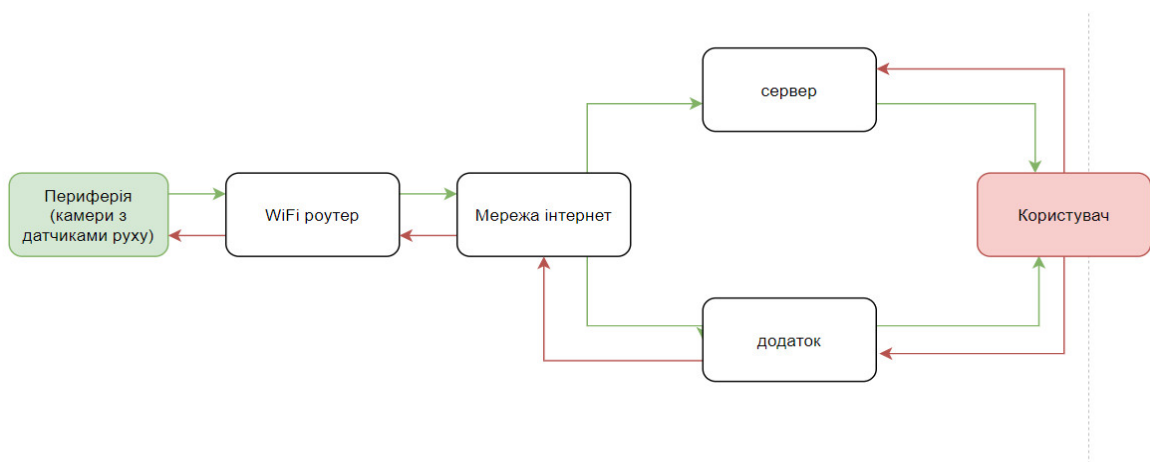 Периферія
(камери з
датчиками руху)
WiFi роутер
Мережа інтернет
сервер
додаток
Користувач